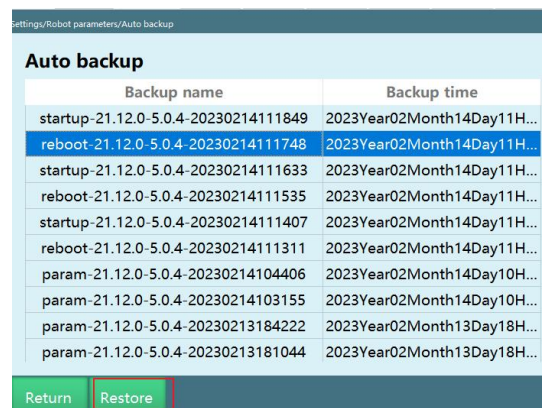 Settings/Robot parameters/Auto backup
Auto backup
Backup name Backup time
startup-21.12.0-5.0.4-20230214111849 2023Year02Month14Day11H...
reboot-21.12.0-5.0.4-20230214111748 2023Year02Month14Day11H...
startup-21.12.0-5.0.4-20230214111633 2023Year02Month14Day11H...
reboot-21.12.0-5.0.4-20230214111535 2023Year02Month14Day11H...
startup-21.12.0-5.0.4-20230214111407 2023Year02Month14Day11H...
reboot-21.12.0-5.0.4-20230214111311 2023Year02Month14Day11H...
param-21.12.0-5.0.4-20230214104406 2023Year02Month14Day10H...
param-21.12.0-5.0.4-20230214103155 2023Year02Month14Day10H...
param-21.12.0-5.0.4-20230213184222 2023Year02Month13Day18H...
param-21.12.0-5.0.4-20230213181044 2023Year02Month13Day18H...
Return Restore